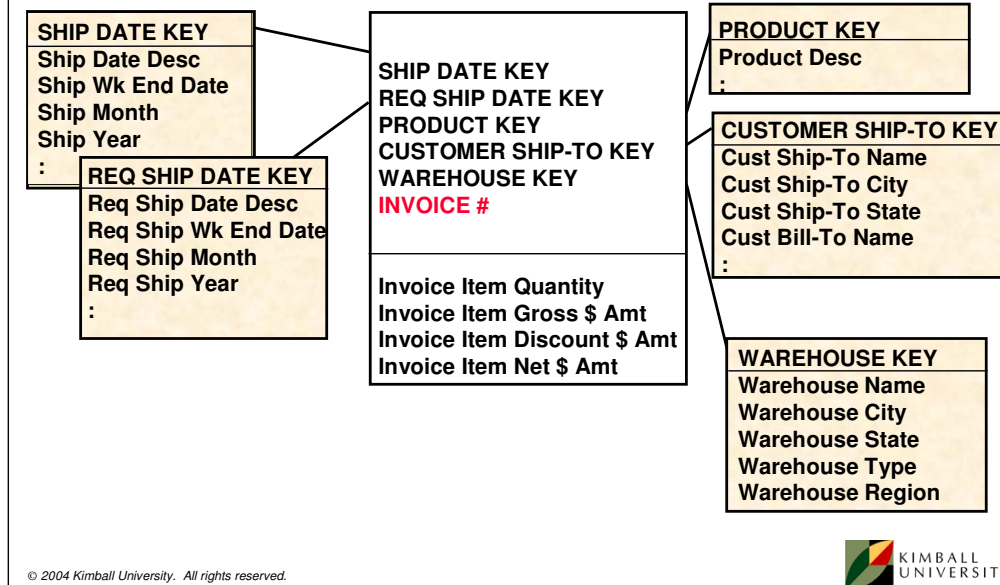 SHIP DATE KEY
Ship Date Desc
Ship Wk End Date
Ship Month
Ship Year
:
REQ SHIP DATE KEY
Req Ship Date Desc
Req Ship Wk End Date
Req Ship Month
Req Ship Year
:
SHIP DATE KEY
REQ SHIP DATE KEY
PRODUCT KEY
CUSTOMER SHIP-TO KEY
WAREHOUSE KEY
INVOICE #
Invoice Item Quantity
Invoice Item Gross $ Amt
Invoice Item Discount $ Amt
Invoice Item Net $ Amt
PRODUCT KEY
Product Desc
:
CUSTOMER SHIP-TO KEY
Cust Ship-To Name
Cust Ship-To City
Cust Ship-To State
Cust Bill-To Name
:
WAREHOUSE KEY
Warehouse Name
Warehouse City
Warehouse State
Warehouse Type
Warehouse Region
© 2004 Kimball University. All rights reserved.
KIMBALL
UNIVERSIT